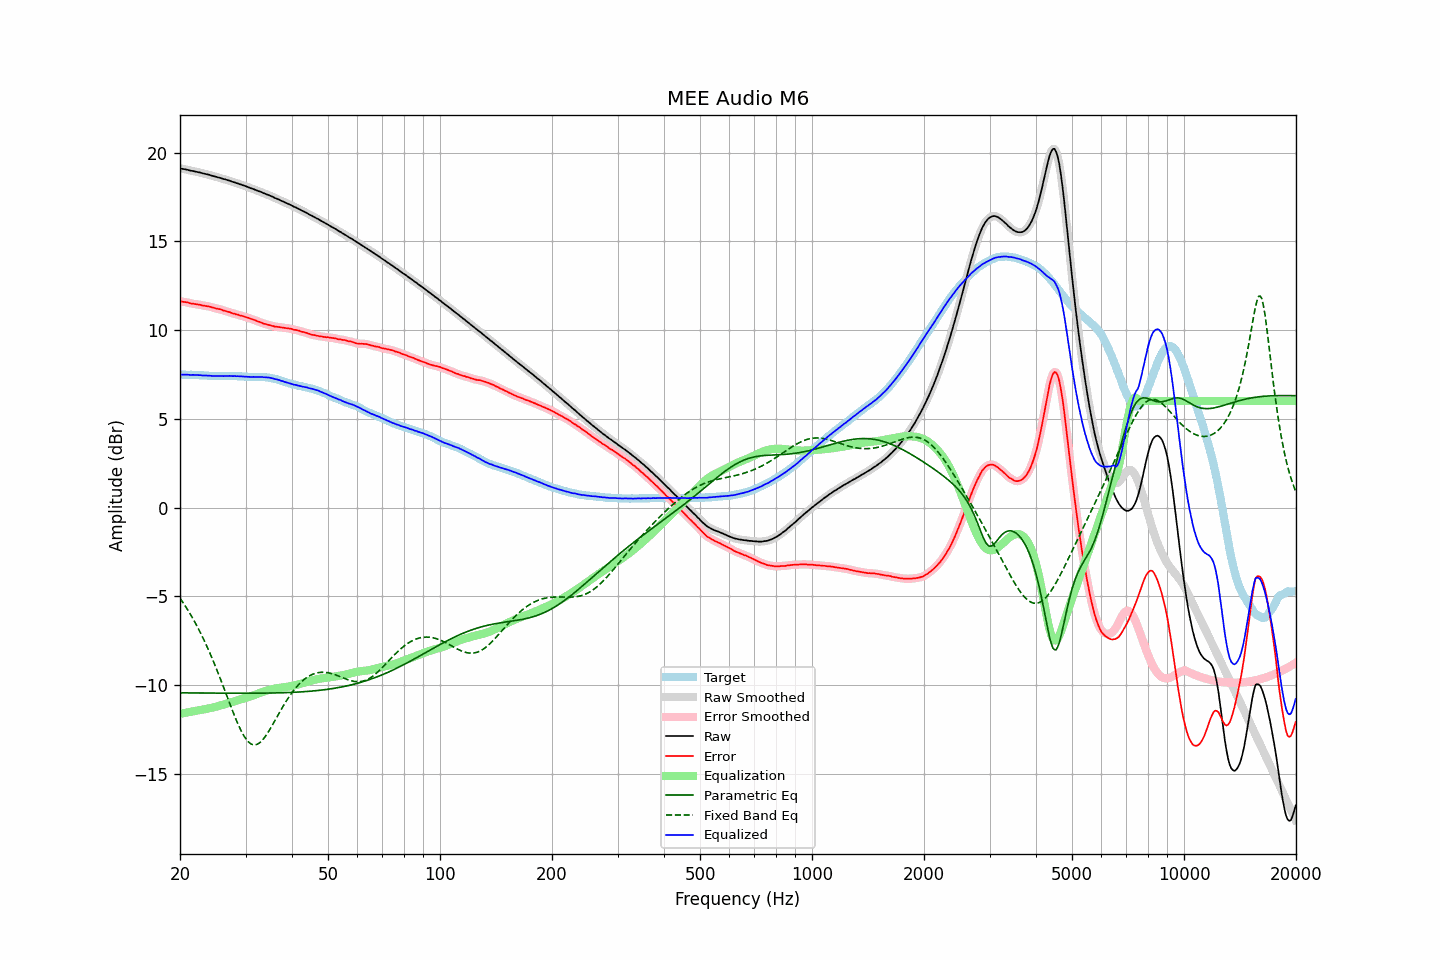 MEE Audio M6
Amplitude (dBr)
20
15
10
5
0
−5
−10
−15
Target
Raw Smoothed
Error Smoothed
Raw
Error
Equalization
Parametric Eq
Fixed Band Eq
Equalized
20 50 100 200 500 1000 2000 5000 10000 20000
Frequency (Hz)